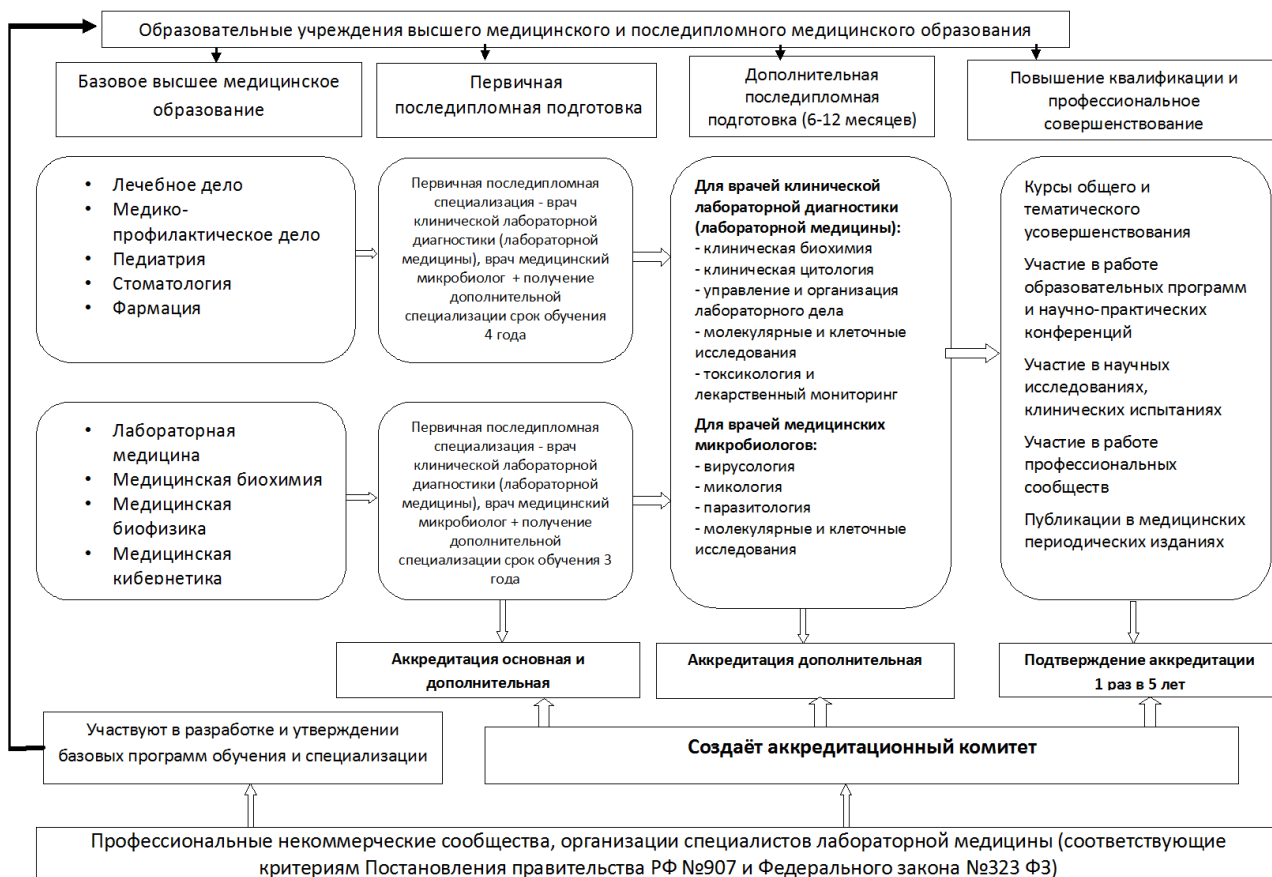 Образовательные учреждения высшего медицинского и последипломного медицинского образования
Базовое высшее медицинское
образование
Первичная
последипломная подготовка
Дополнительная
последипломная
подготовка (6-12 месяцев)
Повышение квалификации и
профессиональное
совершенствование
• Лечебное дело
• Медико-
профилактическое дело
• Педиатрия
• Стоматология
• Фармация
Первичная последипломная
специализация - врач
клинической лабораторной
диагностики (лабораторной
медицины), врач медицинский
микробиолог + получение
дополнительной
специализации срок обучения
4 года
Для врачей клинической
лабораторной диагностики
(лабораторной медицины):
- клиническая биохимия
- клиническая цитология
- управление и организация
лабораторного дела
- молекулярные и клеточные
исследования
- токсикология и
лекарственный мониторинг
Для врачей медицинских
микробиологов:
- вирусология
- микология
- паразитология
- молекулярные и клеточные
исследования
Курсы общего и
тематического
усовершенствования
Участие в работе
образовательных программ
и научно-практических
конференций
Участие в научных
исследованиях,
клинических испытаниях
Участие в работе
профессиональных
сообществ
Публикации в медицинских
периодических изданиях
• Лабораторная
медицина
• Медицинская биохимия
• Медицинская
биофизика
• Медицинская
кибернетика
Первичная последипломная
специализация - врач
клинической лабораторной
диагностики (лабораторной
медицины), врач медицинский
микробиолог + получение
дополнительной
специализации срок обучения 3
года
Аккредитация основная и
дополнительная
Аккредитация дополнительная
Подтверждение аккредитации
1 раз в 5 лет
Участвуют в разработке и утверждении
базовых программ обучения и специализации
Создаёт аккредитационный комитет
Профессиональные некоммерческие сообщества, организации специалистов лабораторной медицины (соответствующие
критериям Постановления правительства РФ №907 и Федерального закона №323 ФЗ)